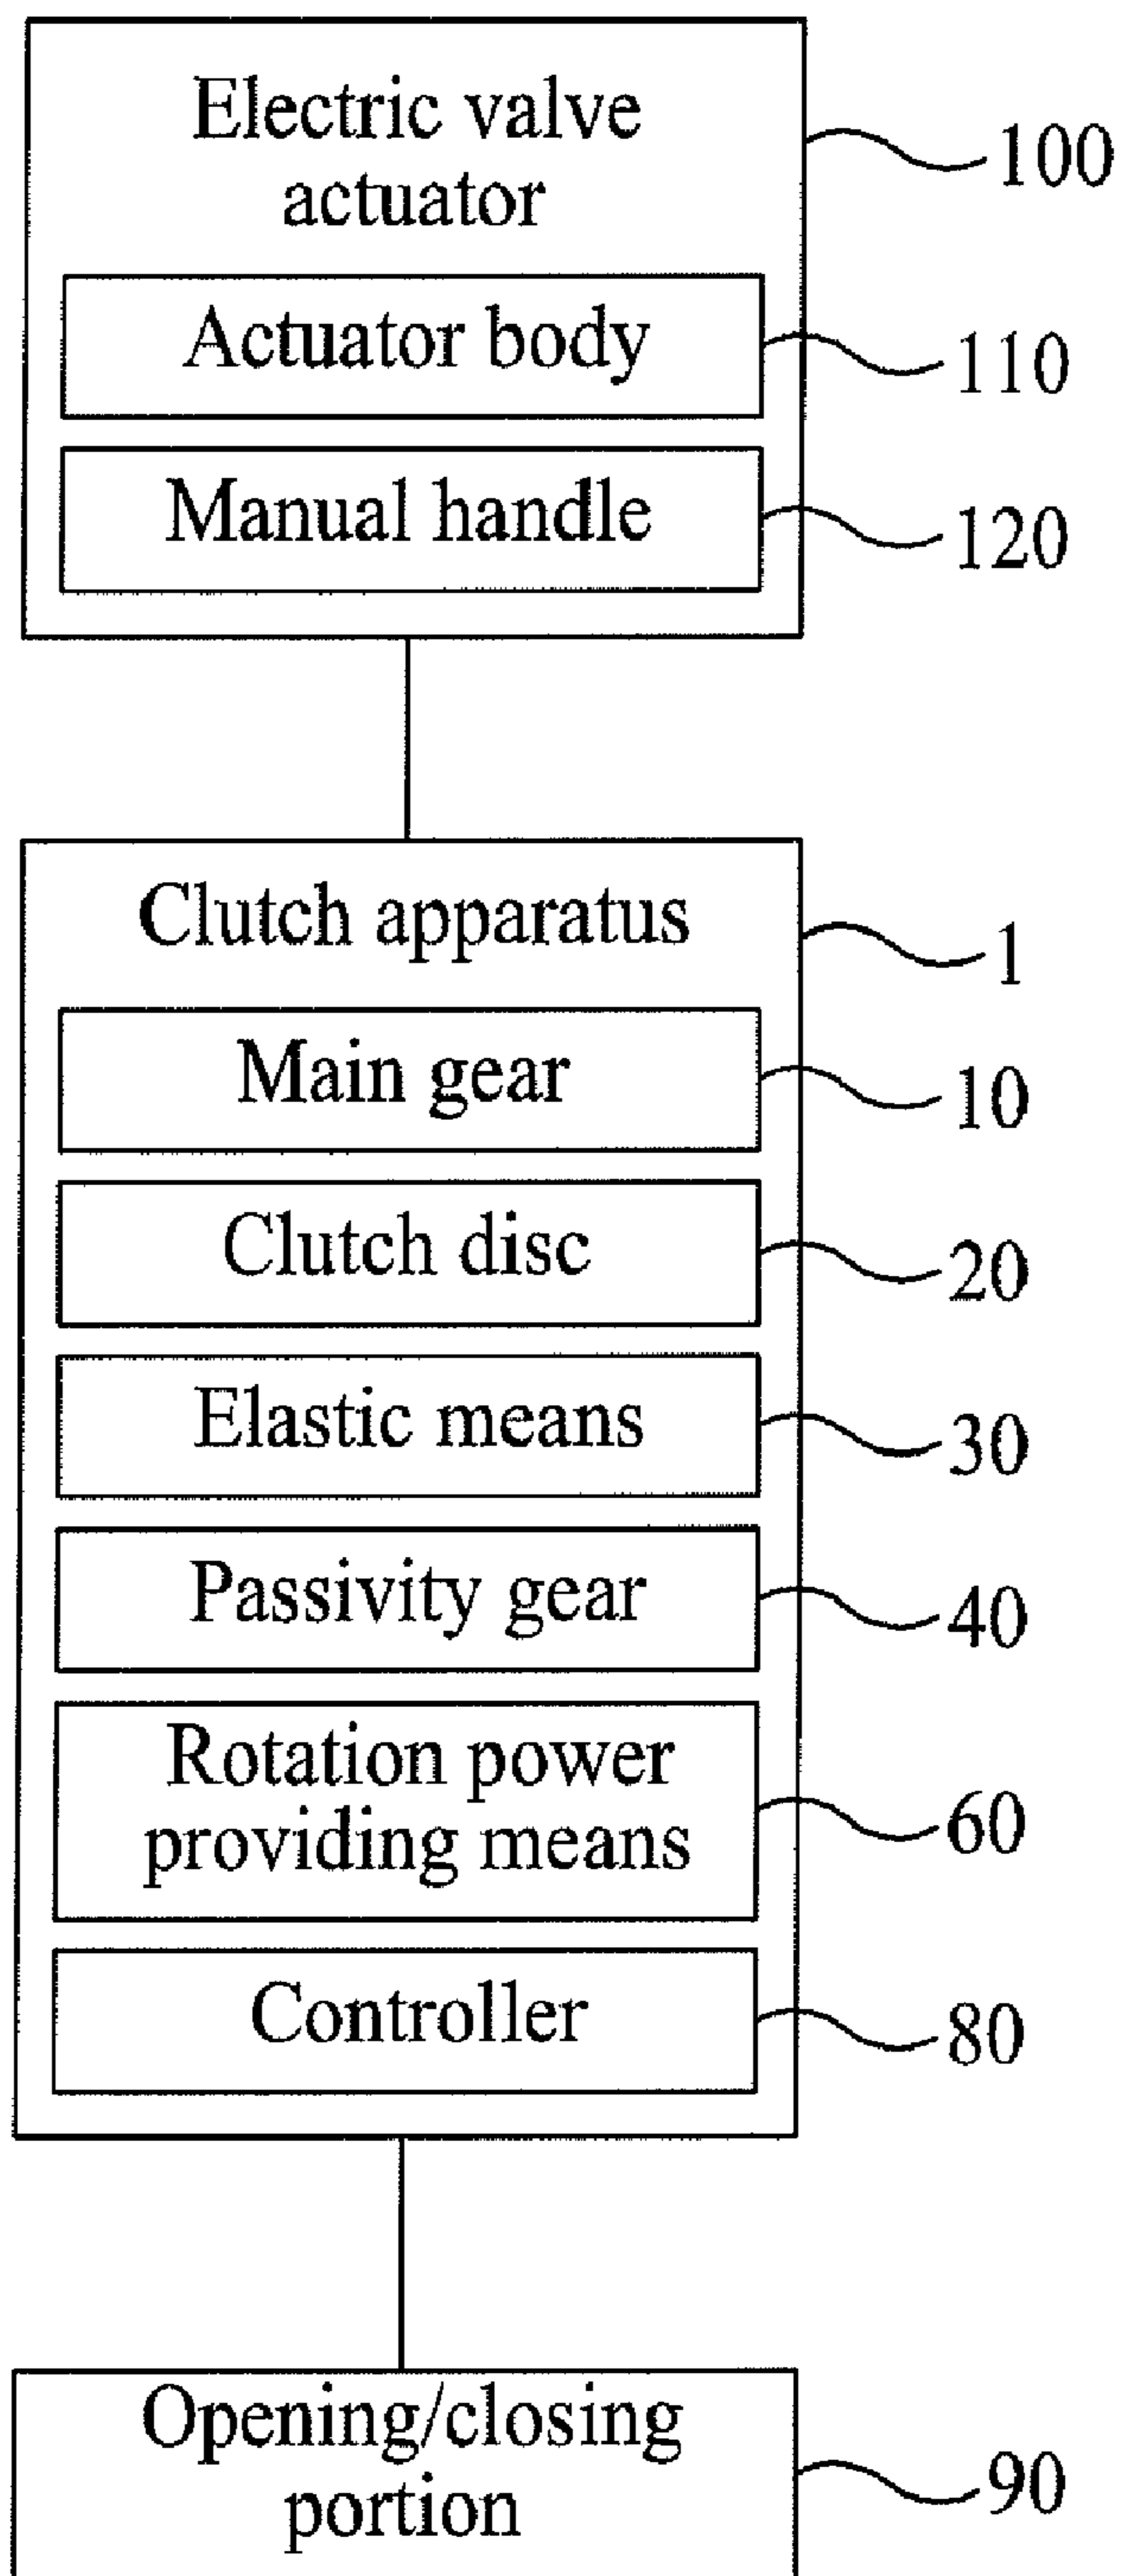 Electric valve
actuator
100
Actuator body
110
Manual handle
120
Clutch apparatus
1
Main gear
10
Clutch disc
20
Elastic means
30
Passivity gear
40
Rotation power
providing means
60
Controller
80
Opening/closing
portion
90